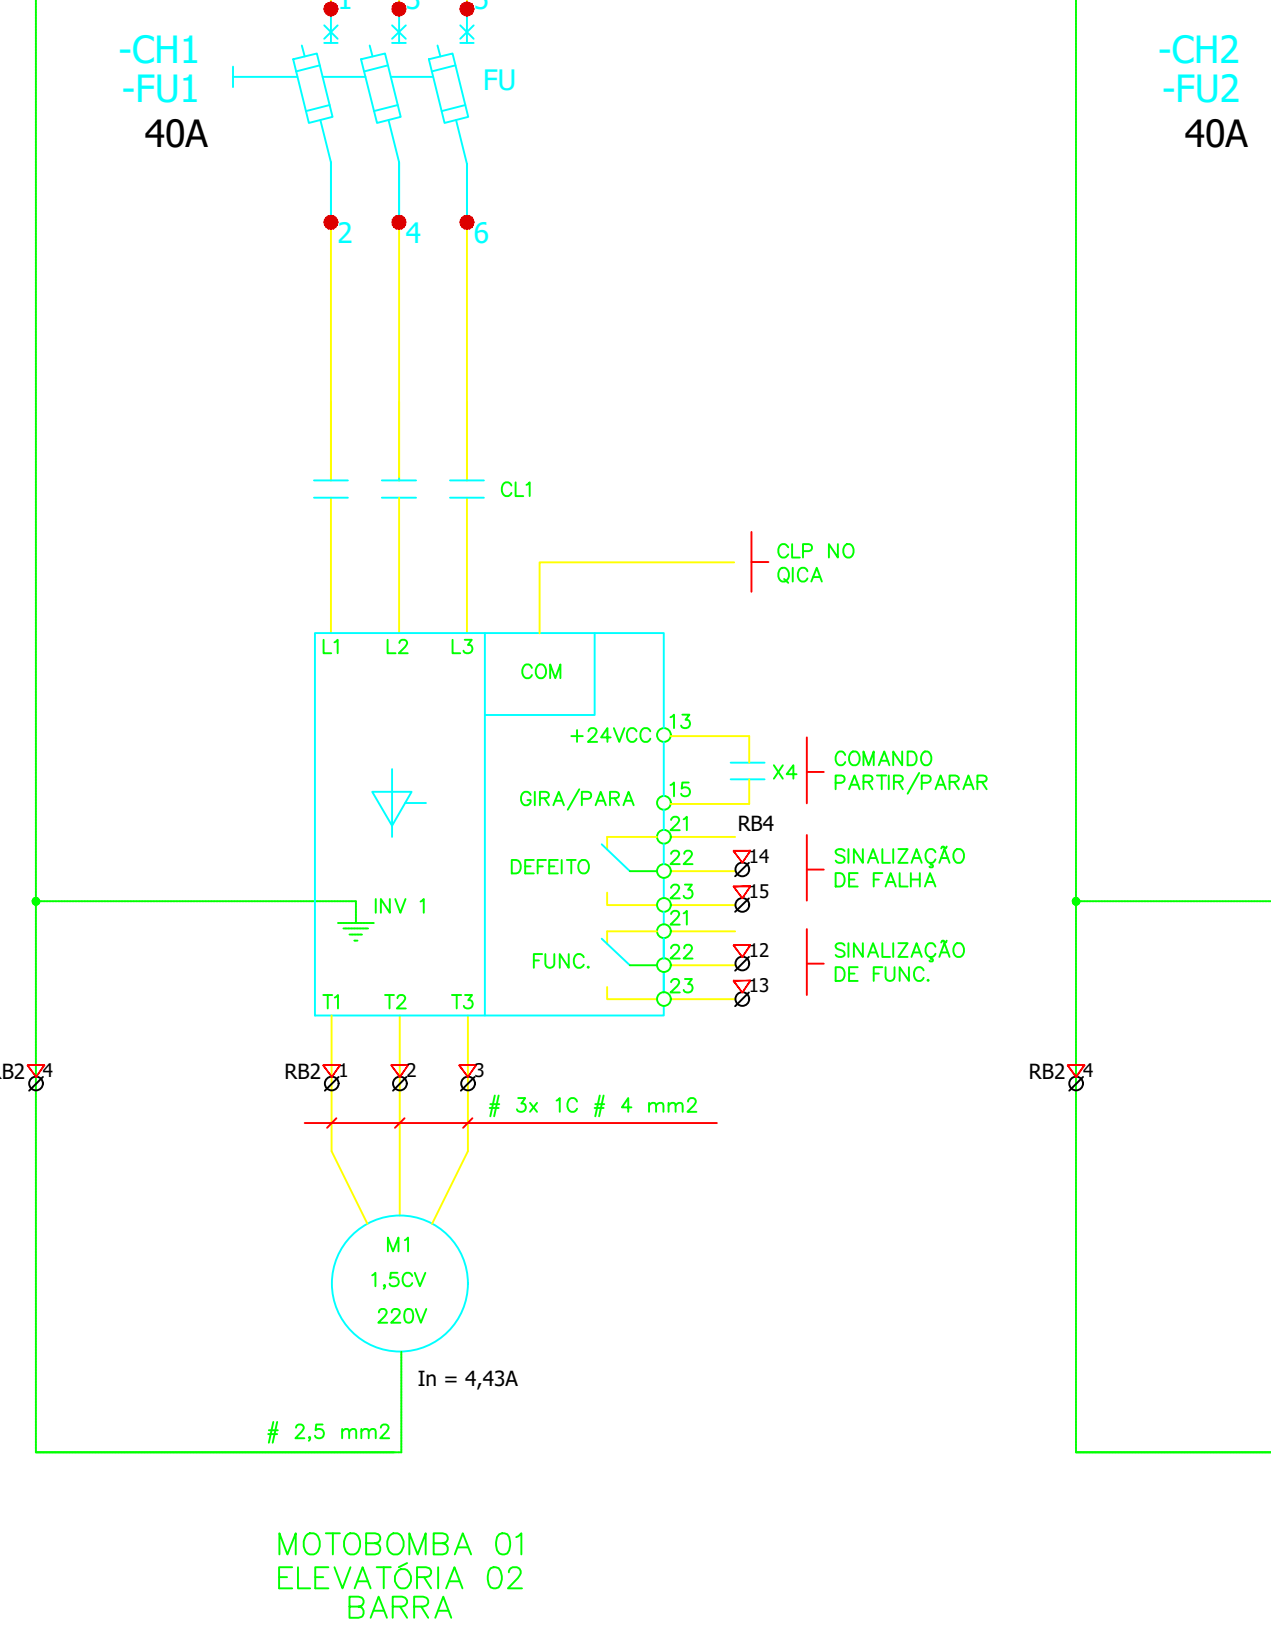 1 3 5
-CH1
-FU1
40A
FU
-CH2
-FU2
40A
2 4 6
CL1
CLP NO
QICA
L1 L2 L3
COM
+24VCC 13
X4
COMANDO
PARTIR/PARAR
GIRA/PARA 15
21 RB4
DEFEITO 22 14
SINALIZAÇÃO
DE FALHA
23 15
INV 1
21
FUNC. 22 12
SINALIZAÇÃO
DE FUNC.
23 13
T1 T2 T3
RB2 4
RB2 1 2 3
RB2 4
# 3x 1C # 4 mm2
M1
1,5CV
220V
In = 4,43A
# 2,5 mm2
MOTOBOMBA 01
ELEVATÓRIA 02
BARRA